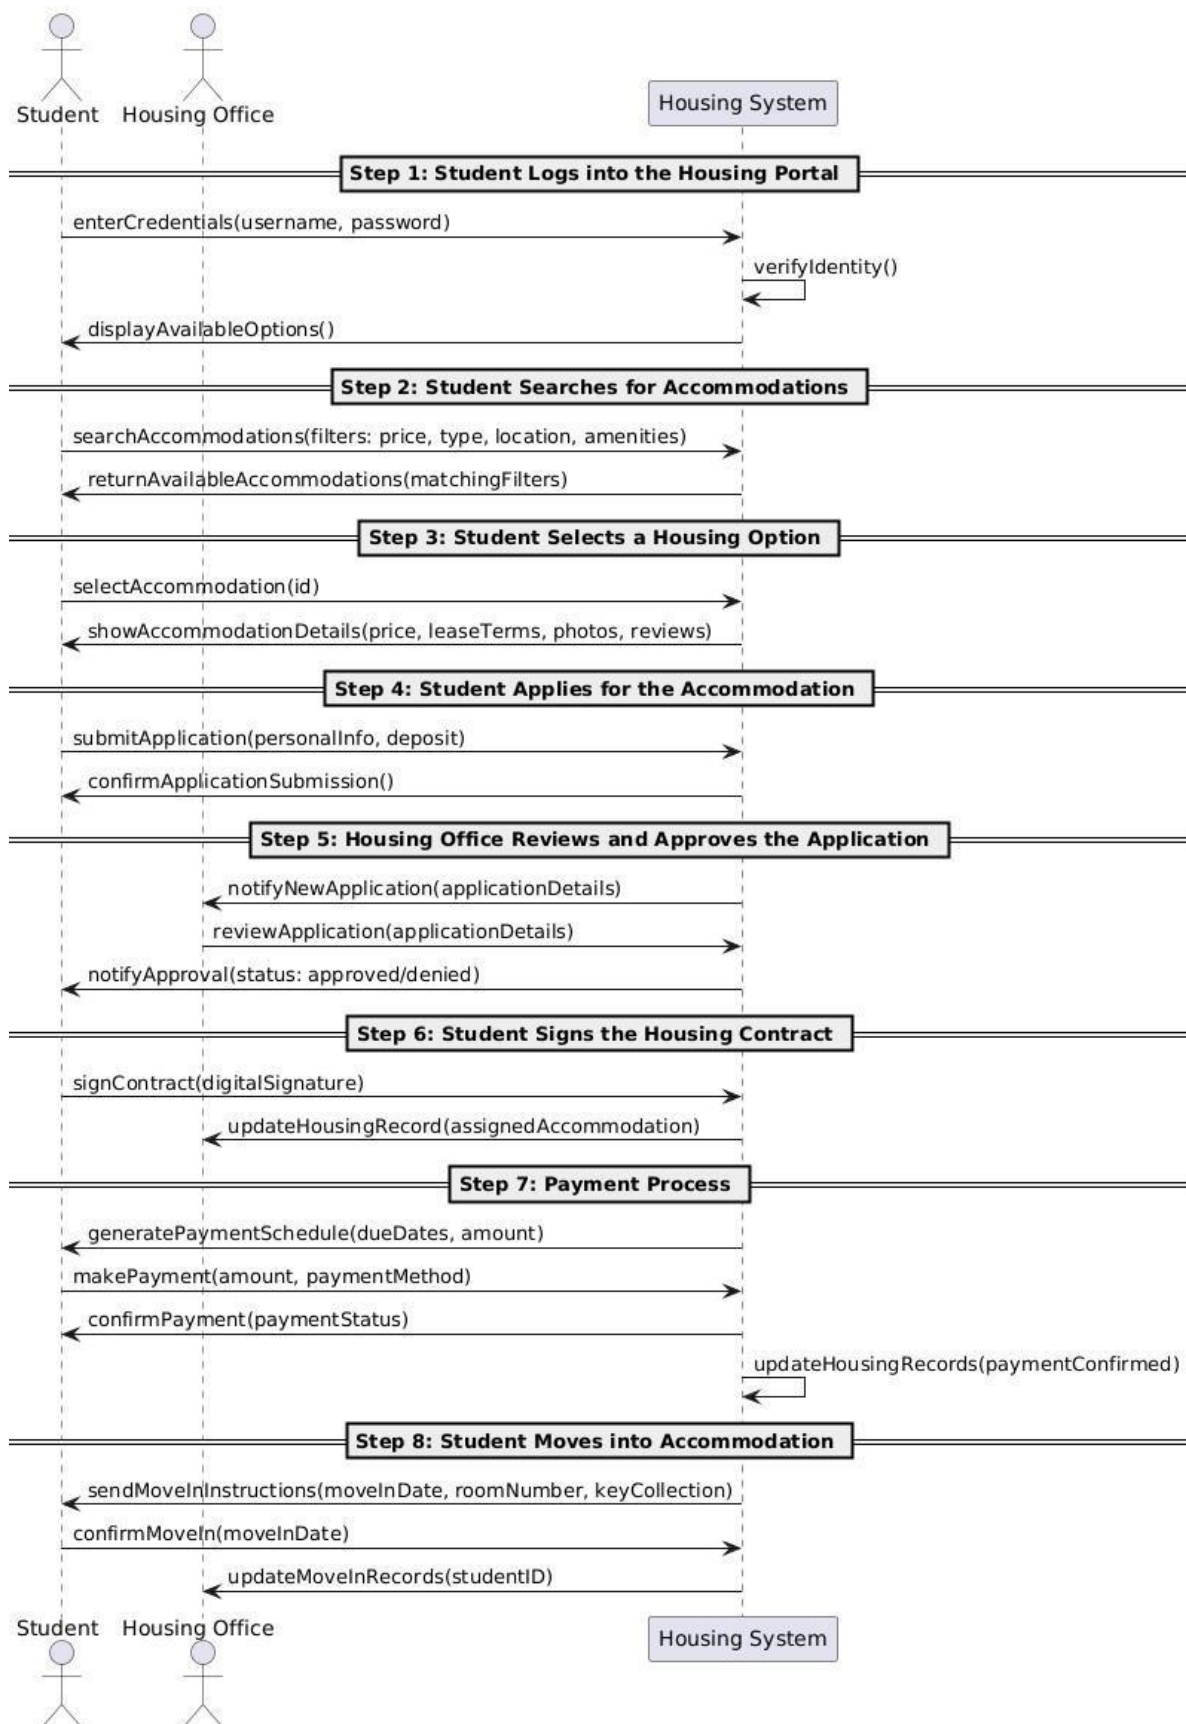 Student
Housing Office
Housing System
Step 1: Student Logs into the Housing Portal
enterCredentials(username, password)
verifyIdentity()
displayAvailableOptions()
Step 2: Student Searches for Accommodations
searchAccommodations(filters: price, type, location, amenities)
returnAvailableAccommodations(matchingFilters)
Step 3: Student Selects a Housing Option
selectAccommodation(id)
showAccommodationDetails(price, leaseTerms, photos, reviews)
Step 4: Student Applies for the Accommodation
submitApplication(personalInfo, deposit)
confirmApplicationSubmission()
Step 5: Housing Office Reviews and Approves the Application
notifyNewApplication(applicationDetails)
reviewApplication(applicationDetails)
notifyApproval(status: approved/denied)
Step 6: Student Signs the Housing Contract
signContract(digitalSignature)
updateHousingRecord(assignedAccommodation)
Step 7: Payment Process
generatePaymentSchedule(dueDates, amount)
makePayment(amount, paymentMethod)
confirmPayment(paymentStatus)
updateHousingRecords(paymentConfirmed)
Step 8: Student Moves into Accommodation
sendMoveInInstructions(moveInDate, roomNumber, keyCollection)
confirmMoveIn(moveInDate)
updateMoveInRecords(studentID)
Student
Housing Office
Housing System